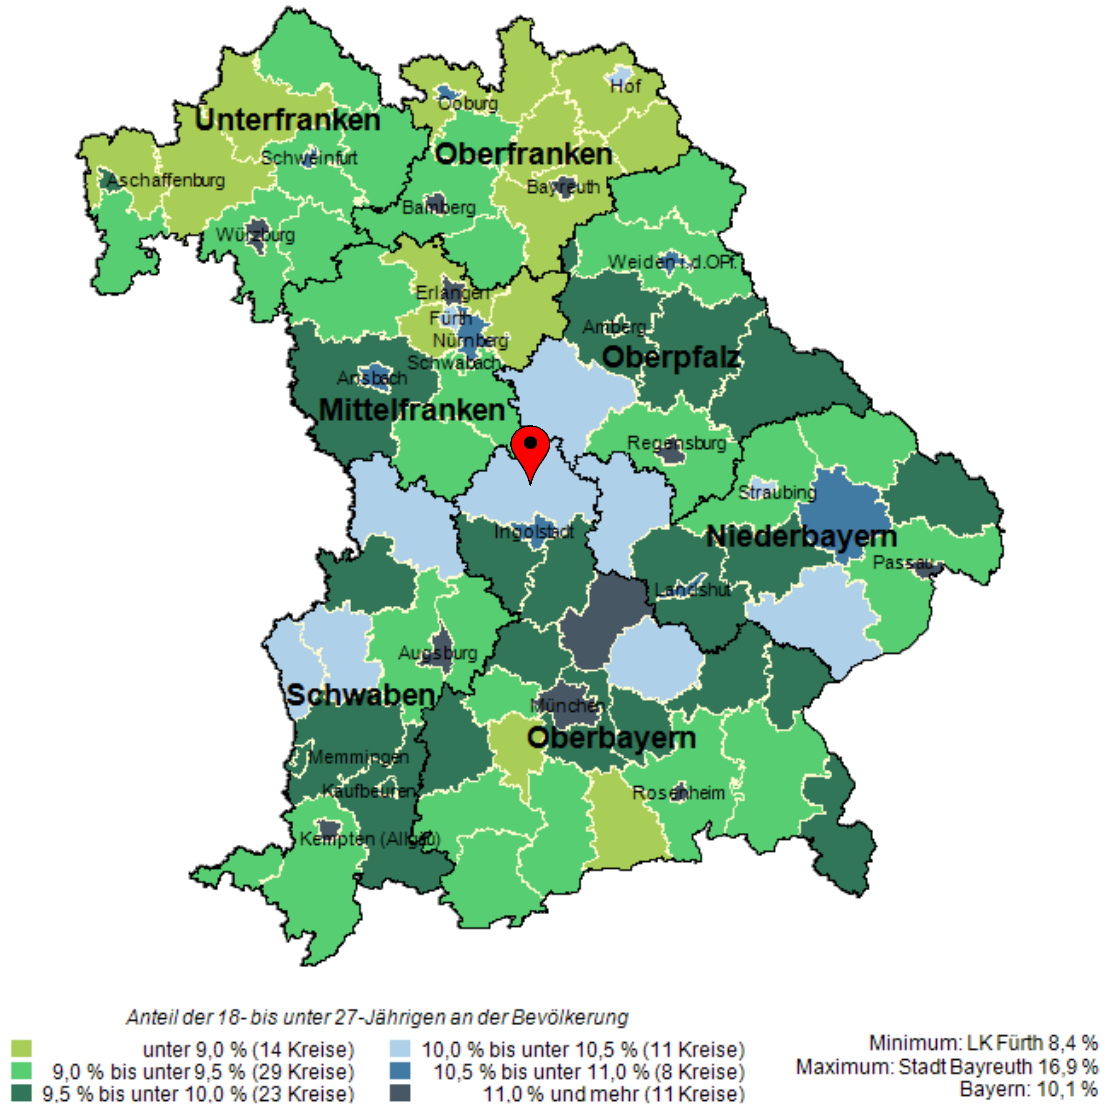 Hof
Coburg
Unterfranken
Oberfranken
Schweinfurt
Aschaffenburg
Bayreuth
Bamberg
Würzburg
Weiden i.d.OPf.
Erlangen
Fürth
Amberg
Nürnberg
Oberpfalz
Schwabach
Ansbach
Mittelfranken
Regensburg
Straubing
Ingolstadt
Niederbayern
Passau
Landshut
Augsburg
Schwaben
München
Oberbayern
Memmingen
Kaufbeuren
Rosenheim
Kempten (Allgäu)
Anteil der 18- bis unter 27-Jährigen an der Bevölkerung
unter 9,0 % (14 Kreise)
9,0 % bis unter 9,5 % (29 Kreise)
9,5 % bis unter 10,0 % (23 Kreise)
10,0 % bis unter 10,5 % (11 Kreise)
10,5 % bis unter 11,0 % (8 Kreise)
11,0 % und mehr (11 Kreise)
Minimum: LK Fürth 8,4 %
Maximum: Stadt Bayreuth 16,9 %
Bayern: 10,1 %